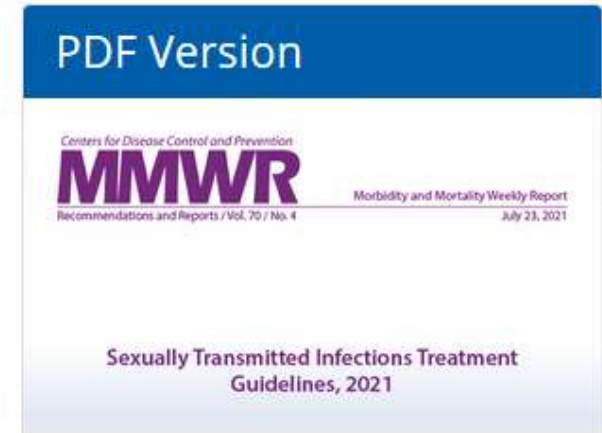 PDF Version
Centers for Disease Control and Prevention
MMWR
Morbidity and Mortality Weekly Report
Recommendations and Reports / Vol. 70 / No. 4
July 23, 2021
Sexually Transmitted Infections Treatment
Guidelines, 2021